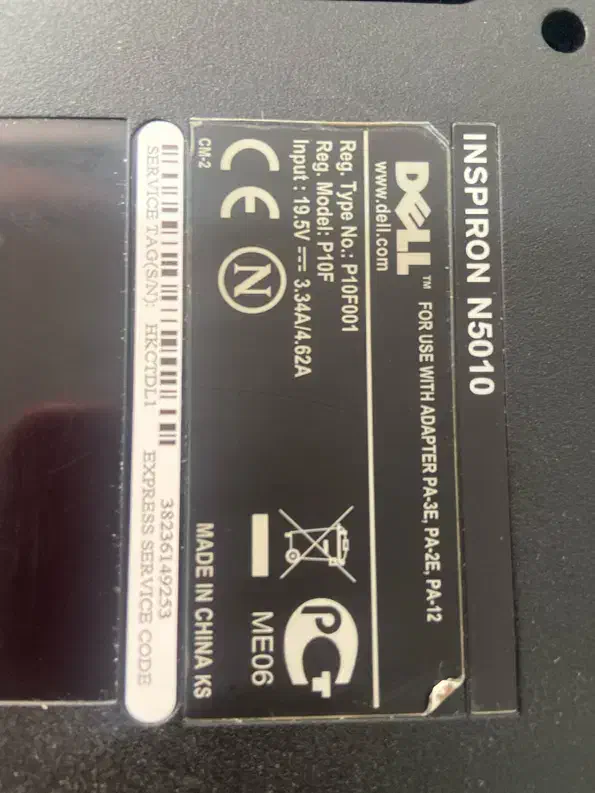 INSPIRON N5010
DELL™ FOR USE WITH ADAPTER PA-3E, PA-2E, PA-12
www.dell.com
Reg. Type No.: P10F001
Reg. Model: P10F
Input : 19.5V ⎓ 3.34A/4.62A
CE N
PCT
ME06
CM-2
MADE IN CHINA KS
38236149253
SERVICE TAG(S/N): HKCTDL1 EXPRESS SERVICE CODE